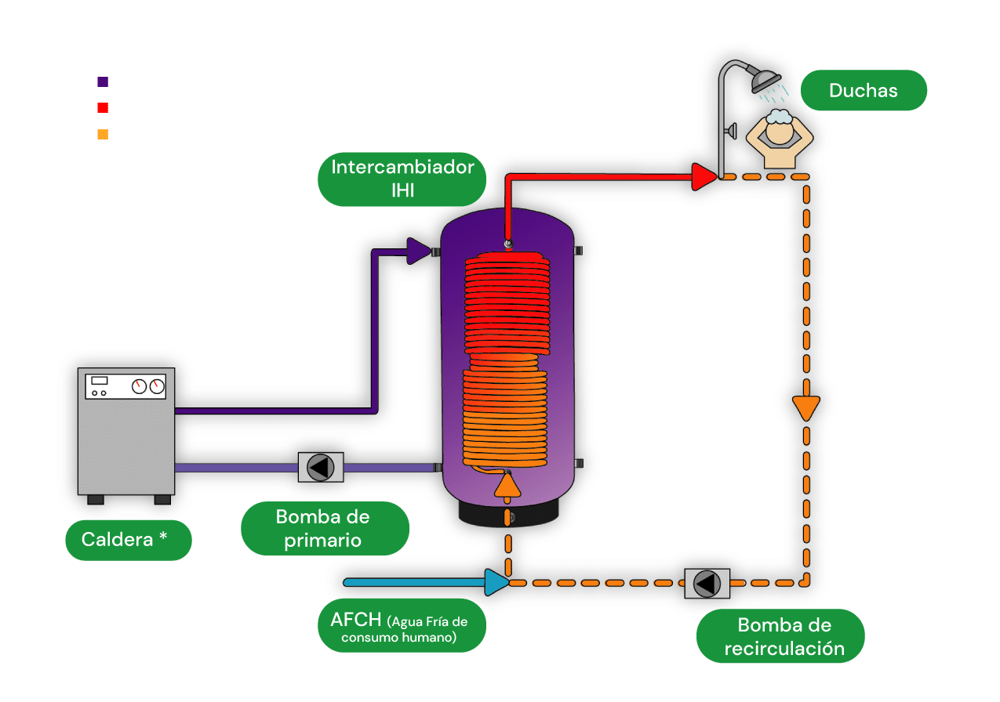 Duchas
Intercambiador
IHI
Bomba de
primario
Caldera *
AFCH (Agua Fría de
consumo humano)
Bomba de
recirculación